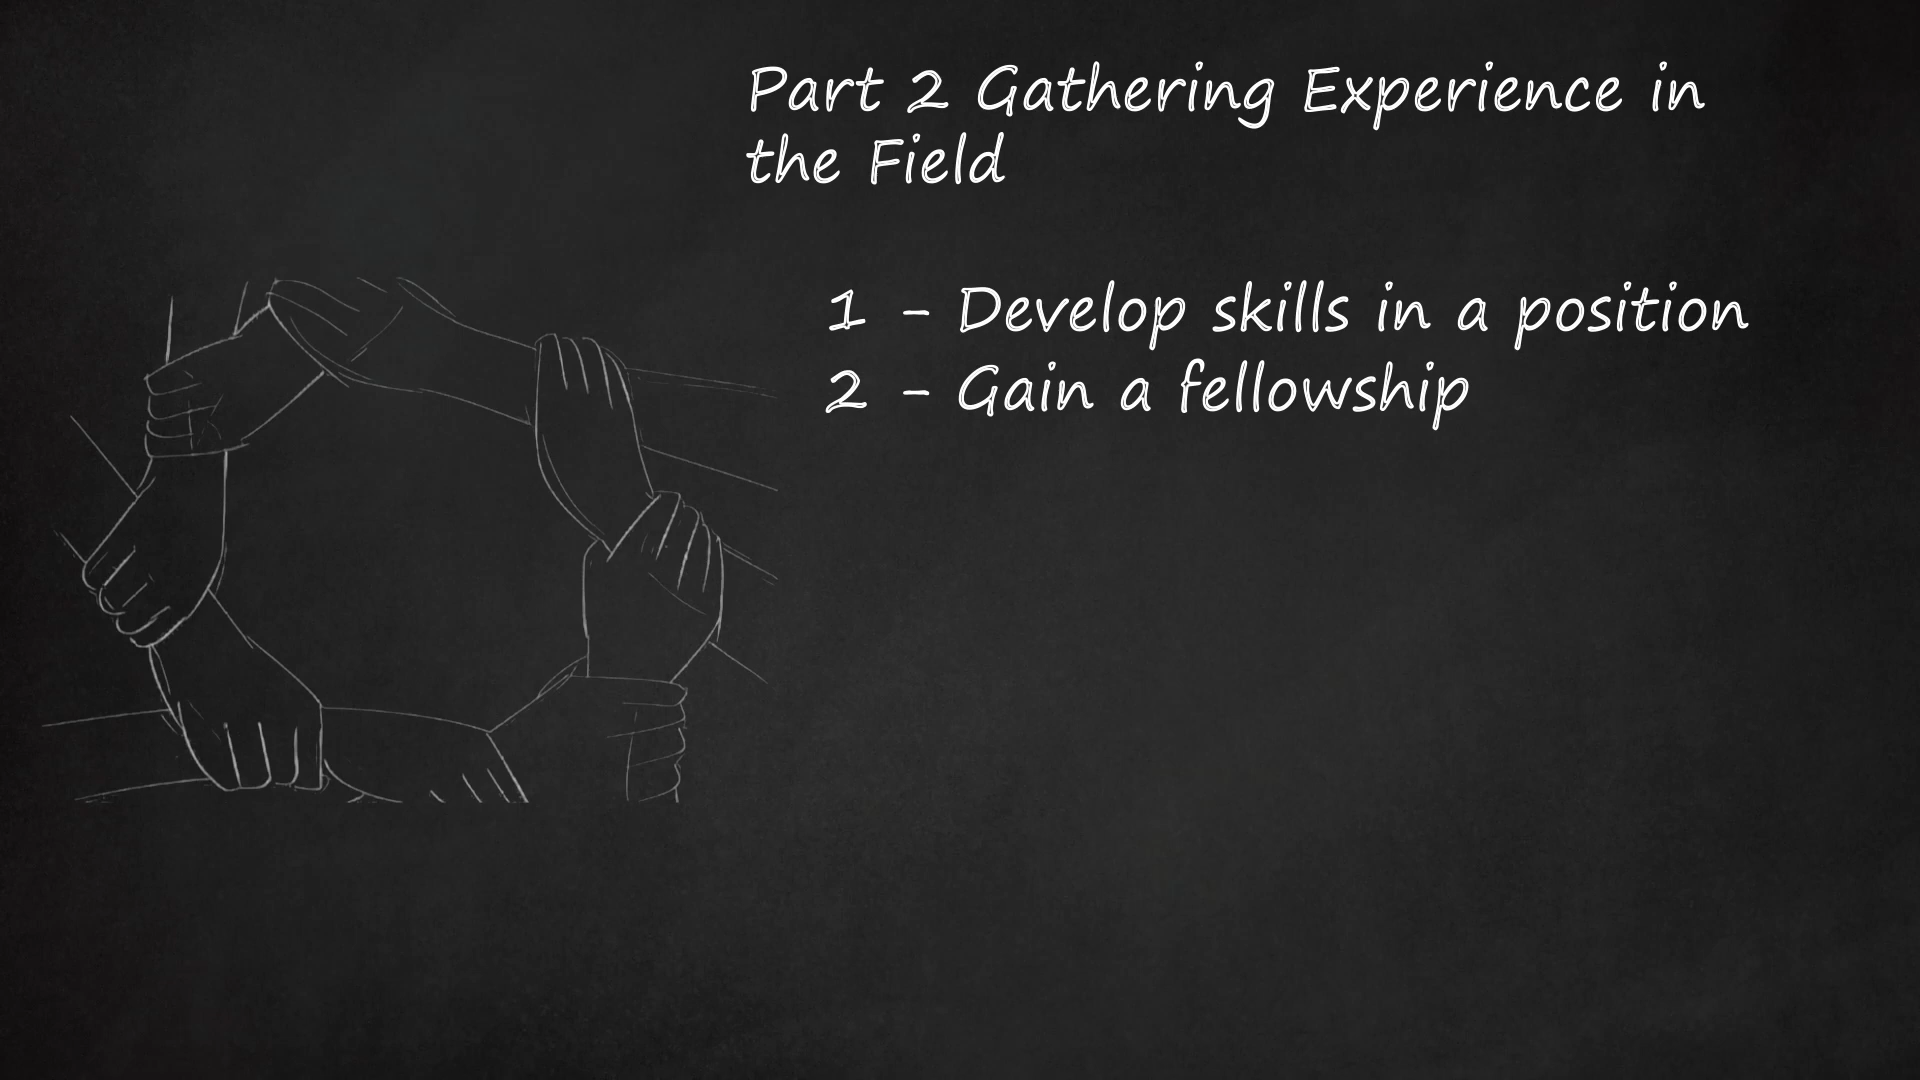 Part 2 Gathering Experience in
the Field
1 - Develop skills in a position
2 - Gain a fellowship